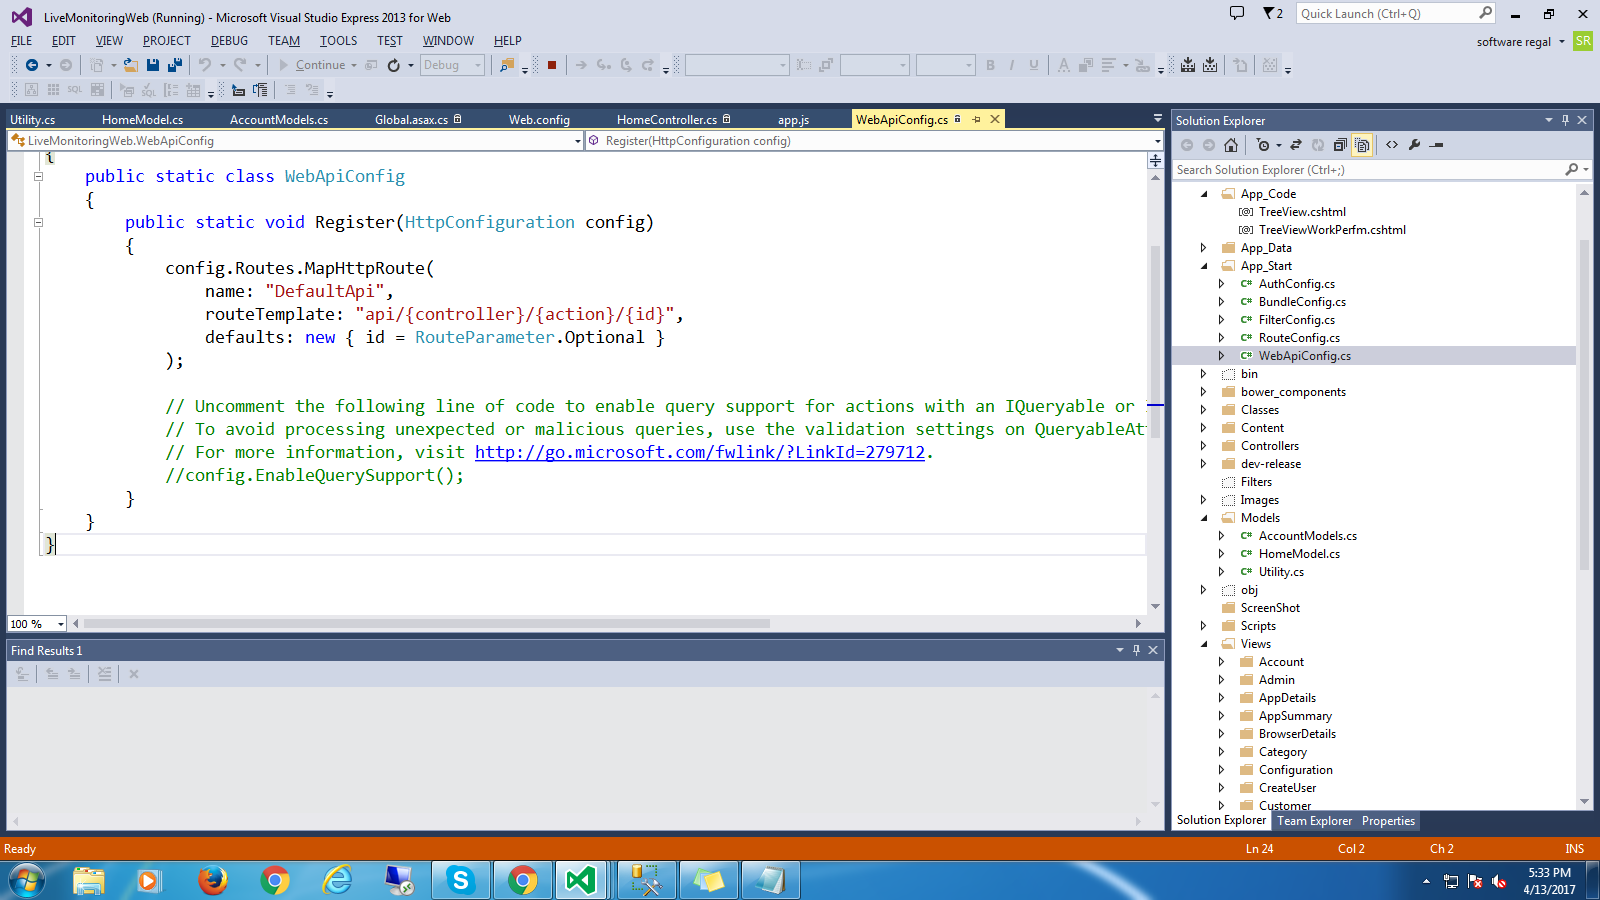 LiveMonitoringWeb (Running) - Microsoft Visual Studio Express 2013 for Web
2
Quick Launch (Ctrl+Q)
FILE EDIT VIEW PROJECT DEBUG TEAM TOOLS TEST WINDOW HELP
software regal
SR
Continue
Debug
B I U A
SQL SQL
Utility.cs HomeModel.cs AccountModels.cs Global.asax.cs Web.config HomeController.cs app.js WebApiConfig.cs
LiveMonitoringWeb.WebApiConfig
Register(HttpConfiguration config)
{
public static class WebApiConfig
{
public static void Register(HttpConfiguration config)
{
config.Routes.MapHttpRoute(
name: "DefaultApi",
routeTemplate: "api/{controller}/{action}/{id}",
defaults: new { id = RouteParameter.Optional }
);
// Uncomment the following line of code to enable query support for actions with an IQueryable or
// To avoid processing unexpected or malicious queries, use the validation settings on QueryableAt
// For more information, visit http://go.microsoft.com/fwlink/?LinkId=279712.
//config.EnableQuerySupport();
}
}
}
100 %
Find Results 1
Solution Explorer
Search Solution Explorer (Ctrl+;)
App_Code
TreeView.cshtml
TreeViewWorkPerfm.cshtml
App_Data
App_Start
C# AuthConfig.cs
C# BundleConfig.cs
C# FilterConfig.cs
C# RouteConfig.cs
C# WebApiConfig.cs
bin
bower_components
Classes
Content
Controllers
dev-release
Filters
Images
Models
C# AccountModels.cs
C# HomeModel.cs
C# Utility.cs
obj
ScreenShot
Scripts
Views
Account
Admin
AppDetails
AppSummary
BrowserDetails
Category
Configuration
CreateUser
Customer
Solution Explorer Team Explorer Properties
Ready
Ln 24 Col 2 Ch 2 INS
5:33 PM
4/13/2017